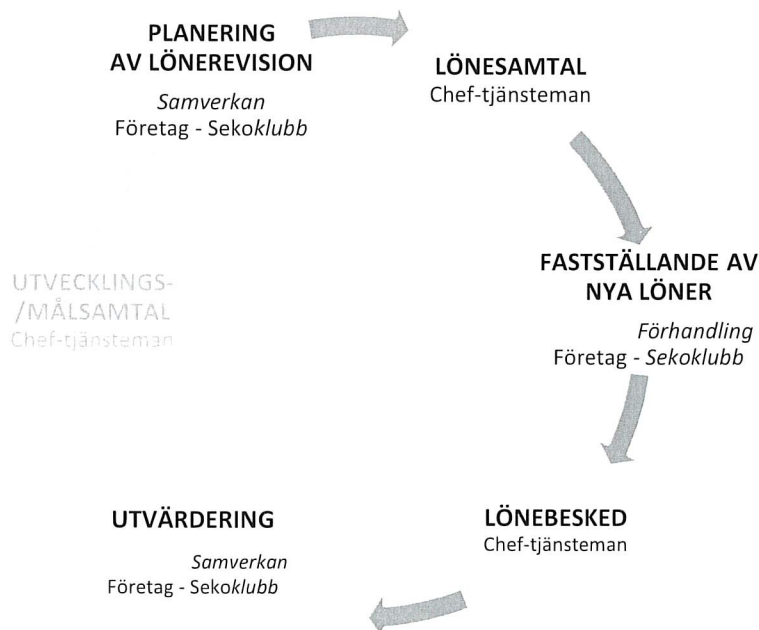 PLANERING
AV LÖNEREVISION
Samverkan
Företag - Sekoklubb
LÖNESAMTAL
Chef-tjänsteman
FASTSTÄLLANDE AV
NYA LÖNER
Förhandling
Företag - Sekoklubb
LÖNEBESKED
Chef-tjänsteman
UTVÄRDERING
Samverkan
Företag - Sekoklubb
UTVECKLINGS-
/MÅLSAMTAL
Chef-tjänsteman